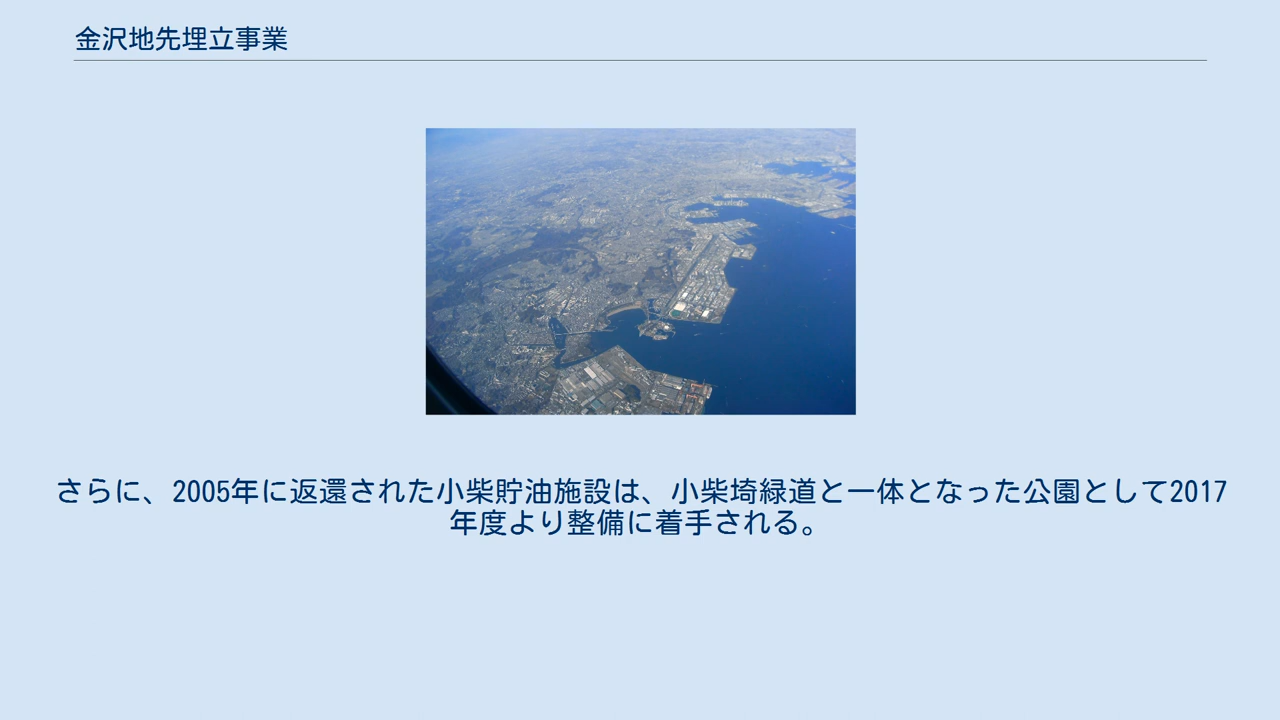 金沢地先埋立事業
さらに、2005年に返還された小柴貯油施設は、小柴埼緑道と一体となった公園として2017
年度より整備に着手される。